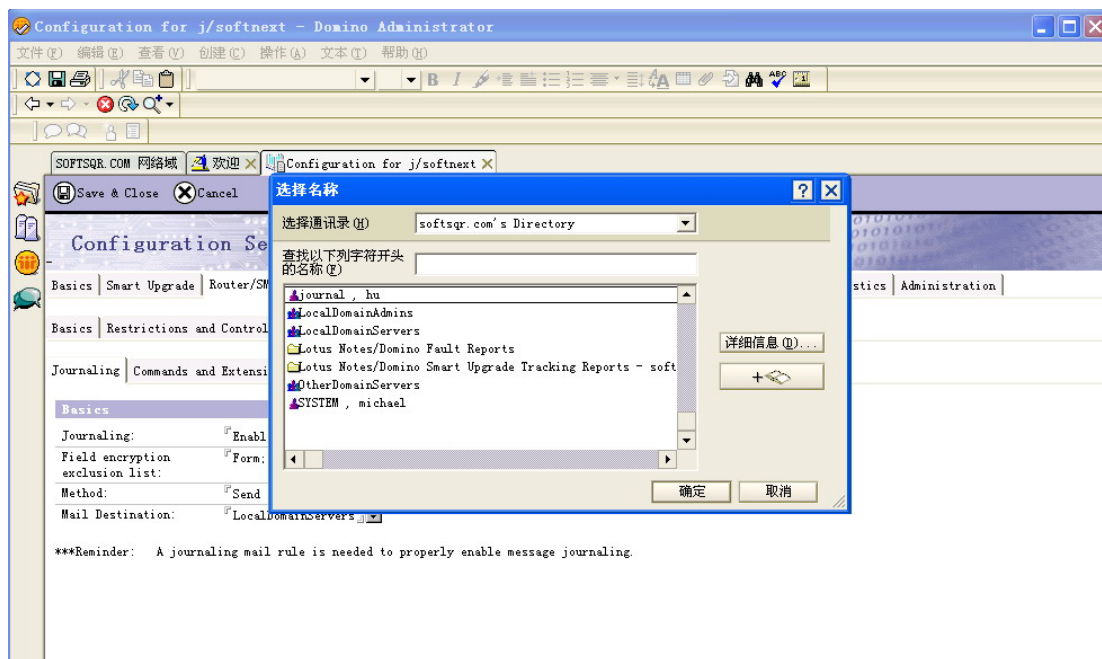 Configuration for j/softnext - Domino Administrator
文件(F) 编辑(E) 查看(V) 创建(C) 操作(A) 文本(T) 帮助(H)
B I
SOFTSQR.COM 网络域 欢迎 Configuration for j/softnext
Save & Close Cancel
选择名称
选择通讯录(H) softsqr.com's Directory
Configuration Se
查找以下列字符开头
的名称(F)
Basics Smart Upgrade Router/SM stics Administration
journal , hu
LocalDomainAdmins
Basics Restrictions and Control LocalDomainServers
Lotus Notes/Domino Fault Reports 详细信息(D)...
Journaling Commands and Extensi Lotus Notes/Domino Smart Upgrade Tracking Reports - soft
OtherDomainServers
SYSTEM , michael
Basics
Journaling: Enabl
Field encryption Form;
exclusion list:
Method: Send 确定 取消
Mail Destination: LocalDomainServers
***Reminder: A journaling mail rule is needed to properly enable message journaling.